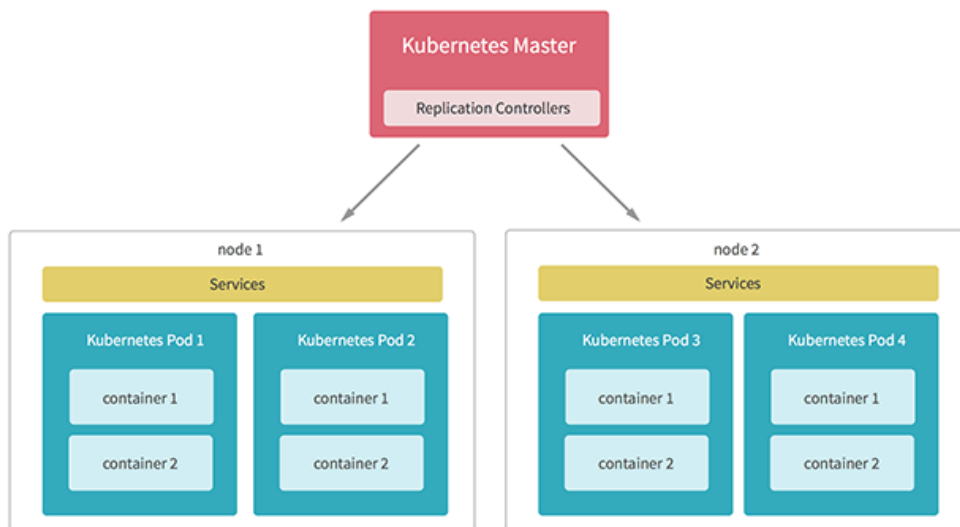 Kubernetes Master
Replication Controllers
node 1
Services
Kubernetes Pod 1
Kubernetes Pod 2
container 1
container 1
container 2
container 2
node 2
Services
Kubernetes Pod 3
Kubernetes Pod 4
container 1
container 1
container 2
container 2